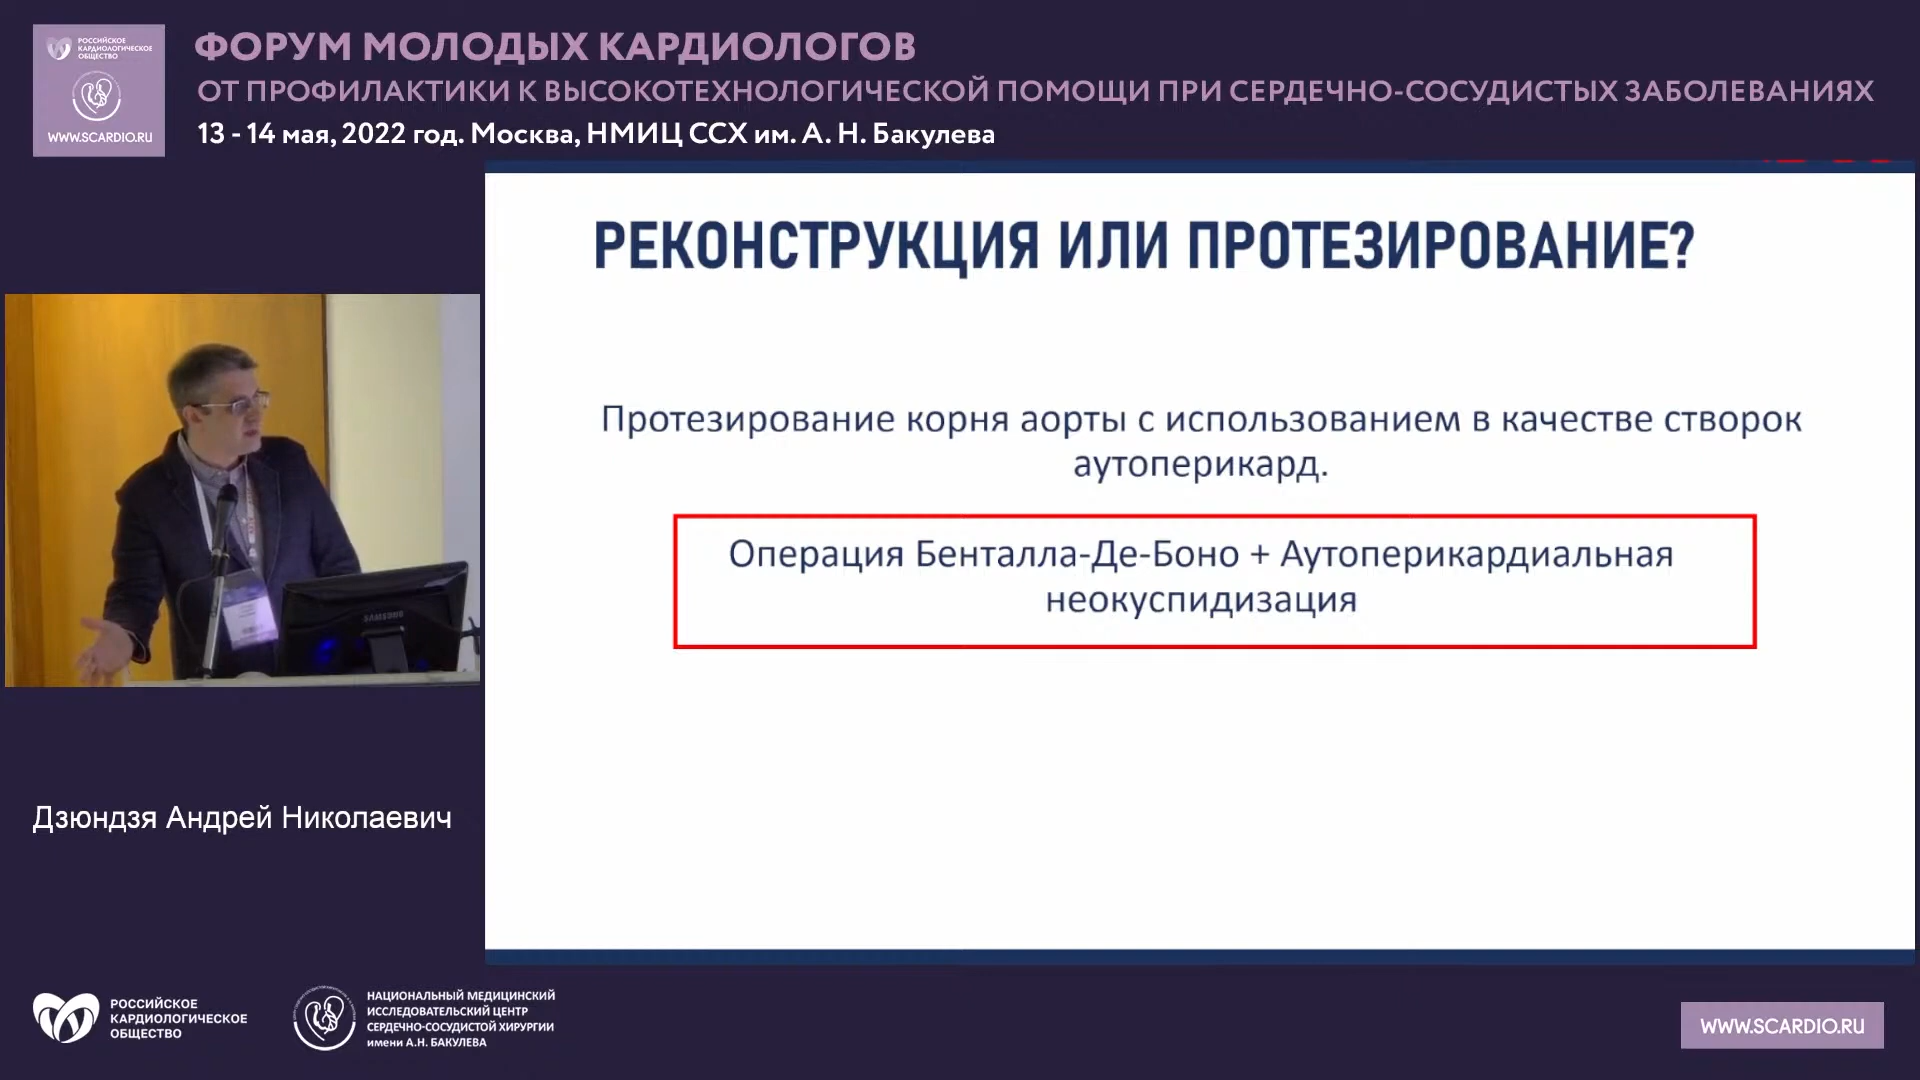 РОССИЙСКОЕ
КАРДИОЛОГИЧЕСКОЕ
ОБЩЕСТВО
WWW.SCARDIO.RU
ФОРУМ МОЛОДЫХ КАРДИОЛОГОВ
ОТ ПРОФИЛАКТИКИ К ВЫСОКОТЕХНОЛОГИЧЕСКОЙ ПОМОЩИ ПРИ СЕРДЕЧНО-СОСУДИСТЫХ ЗАБОЛЕВАНИЯХ
13 - 14 мая, 2022 год. Москва, НМИЦ ССХ им. А. Н. Бакулева
РЕКОНСТРУКЦИЯ ИЛИ ПРОТЕЗИРОВАНИЕ?
Протезирование корня аорты с использованием в качестве створок
аутоперикард.
Операция Бенталла-Де-Боно + Аутоперикардиальная
неокуспидизация
SAMSUNG
Дзюндзя Андрей Николаевич
РОССИЙСКОЕ
КАРДИОЛОГИЧЕСКОЕ
ОБЩЕСТВО
НАЦИОНАЛЬНЫЙ МЕДИЦИНСКИЙ
ИССЛЕДОВАТЕЛЬСКИЙ ЦЕНТР
СЕРДЕЧНО-СОСУДИСТОЙ ХИРУРГИИ
имени А.Н. БАКУЛЕВА
WWW.SCARDIO.RU